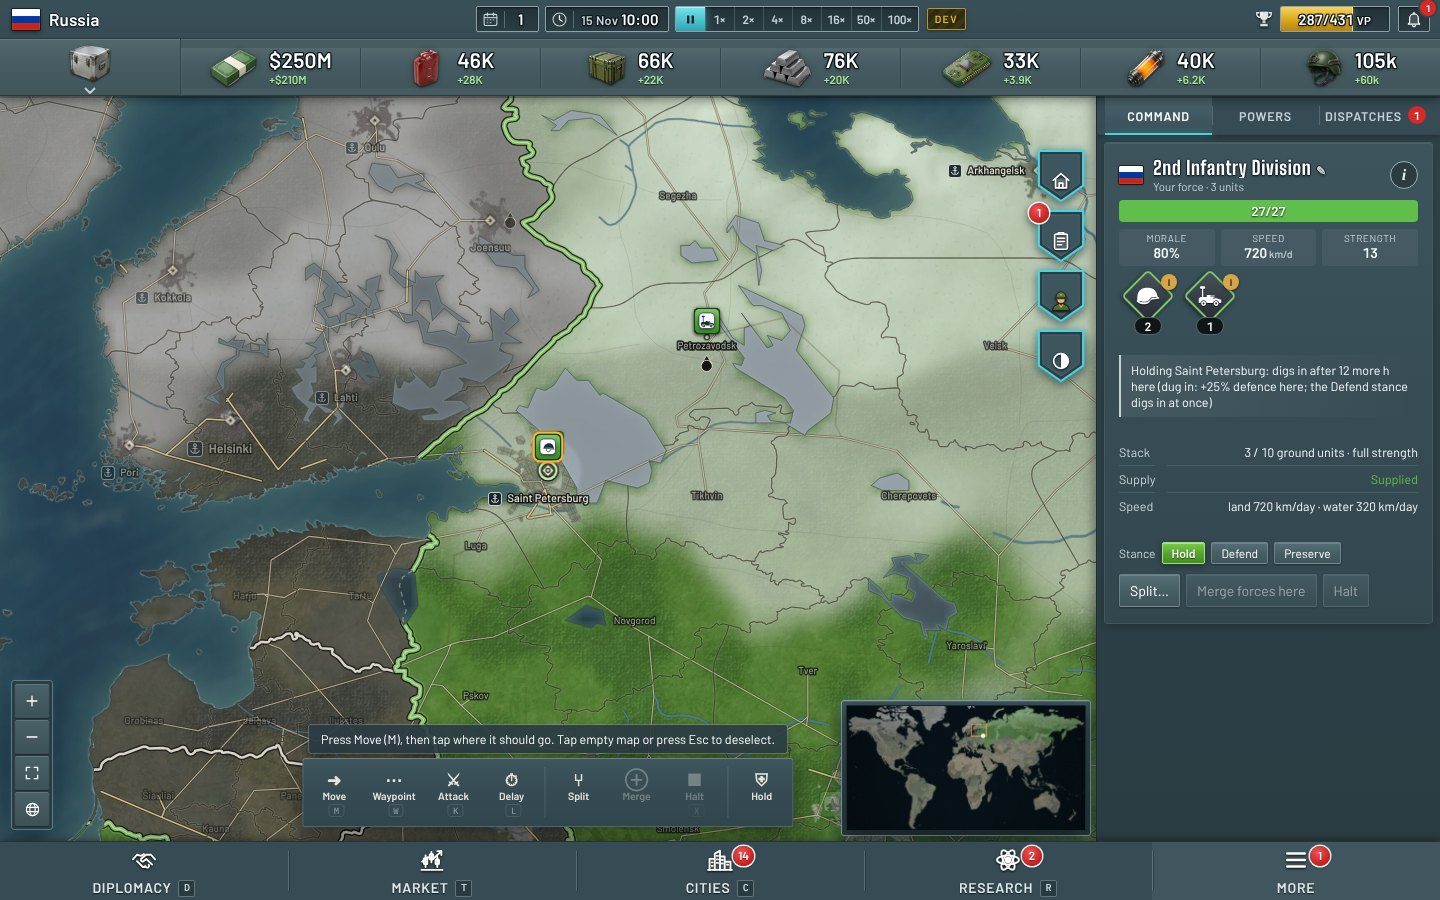 Russia
1
15 Nov 10:00
1×
2×
4×
8×
16×
50×
100×
DEV
287/431 VP
1
$250M
+$210M
46K
+28K
66K
+22K
76K
+20K
33K
+3.9K
40K
+6.2K
105k
+60k
COMMAND
POWERS
DISPATCHES 1
2nd Infantry Division
Your force · 3 units
i
27/27
MORALE
80%
SPEED
720 km/d
STRENGTH
13
I
I
2
1
Holding Saint Petersburg: digs in after 12 more h
here (dug in: +25% defence here; the Defend stance
digs in at once)
Stack
3 / 10 ground units · full strength
Supply
Supplied
Speed
land 720 km/day · water 320 km/day
Stance
Hold
Defend
Preserve
Split...
Merge forces here
Halt
Oulu
Arkhangelsk
Segezha
1
Joensuu
Kokkola
Petrozavodsk
Velsk
Lahti
Helsinki
Pori
Saint Petersburg
Tikhvin
Cherepovets
Luga
Harju
Tartu
Novgorod
Yaroslavl'
Tver
Pskov
Grobinas
Jelgava
Šiauliai
Kauna
Smolensk
Press Move (M), then tap where it should go. Tap empty map or press Esc to deselect.
Move
M
Waypoint
W
Attack
K
Delay
L
Split
Merge
Halt
X
Hold
+
−
DIPLOMACY D
MARKET T
14
CITIES C
2
RESEARCH R
1
MORE